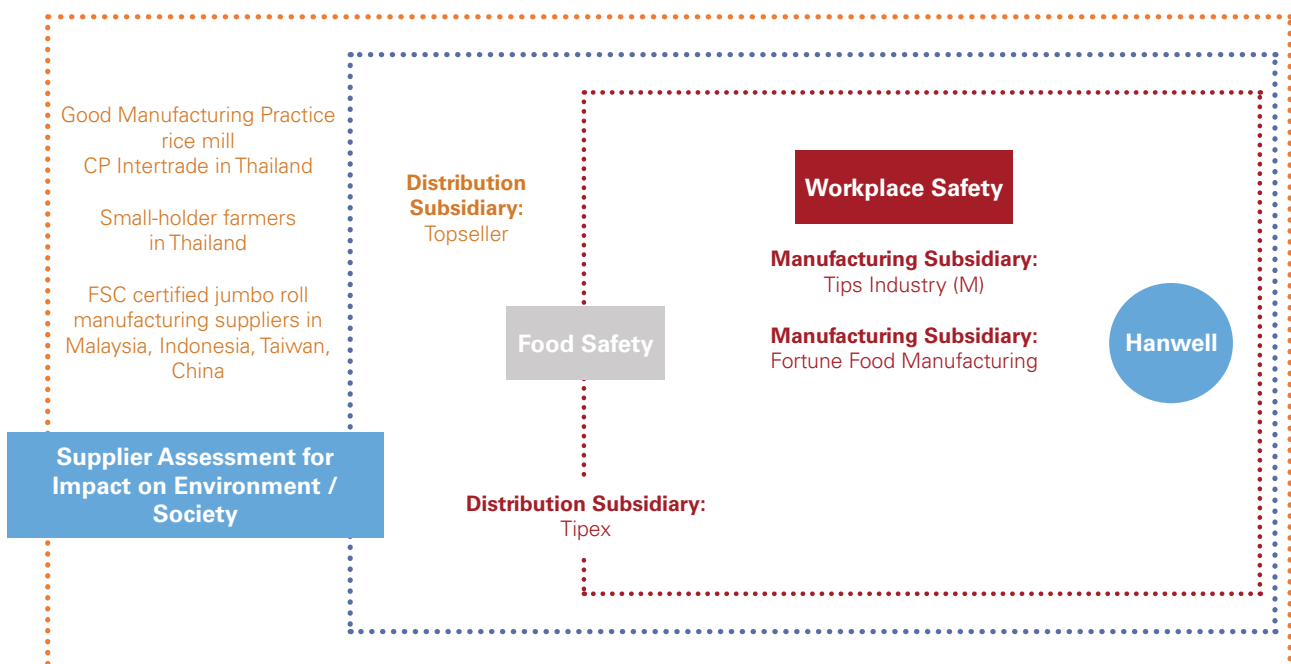 Good Manufacturing Practice
rice mill
CP Intertrade in Thailand
Small-holder farmers
in Thailand
FSC certified jumbo roll
manufacturing suppliers in
Malaysia, Indonesia, Taiwan,
China
Supplier Assessment for
Impact on Environment /
Society
Distribution
Subsidiary:
Topseller
Food Safety
Distribution Subsidiary:
Tipex
Workplace Safety
Manufacturing Subsidiary:
Tips Industry (M)
Manufacturing Subsidiary:
Fortune Food Manufacturing
Hanwell